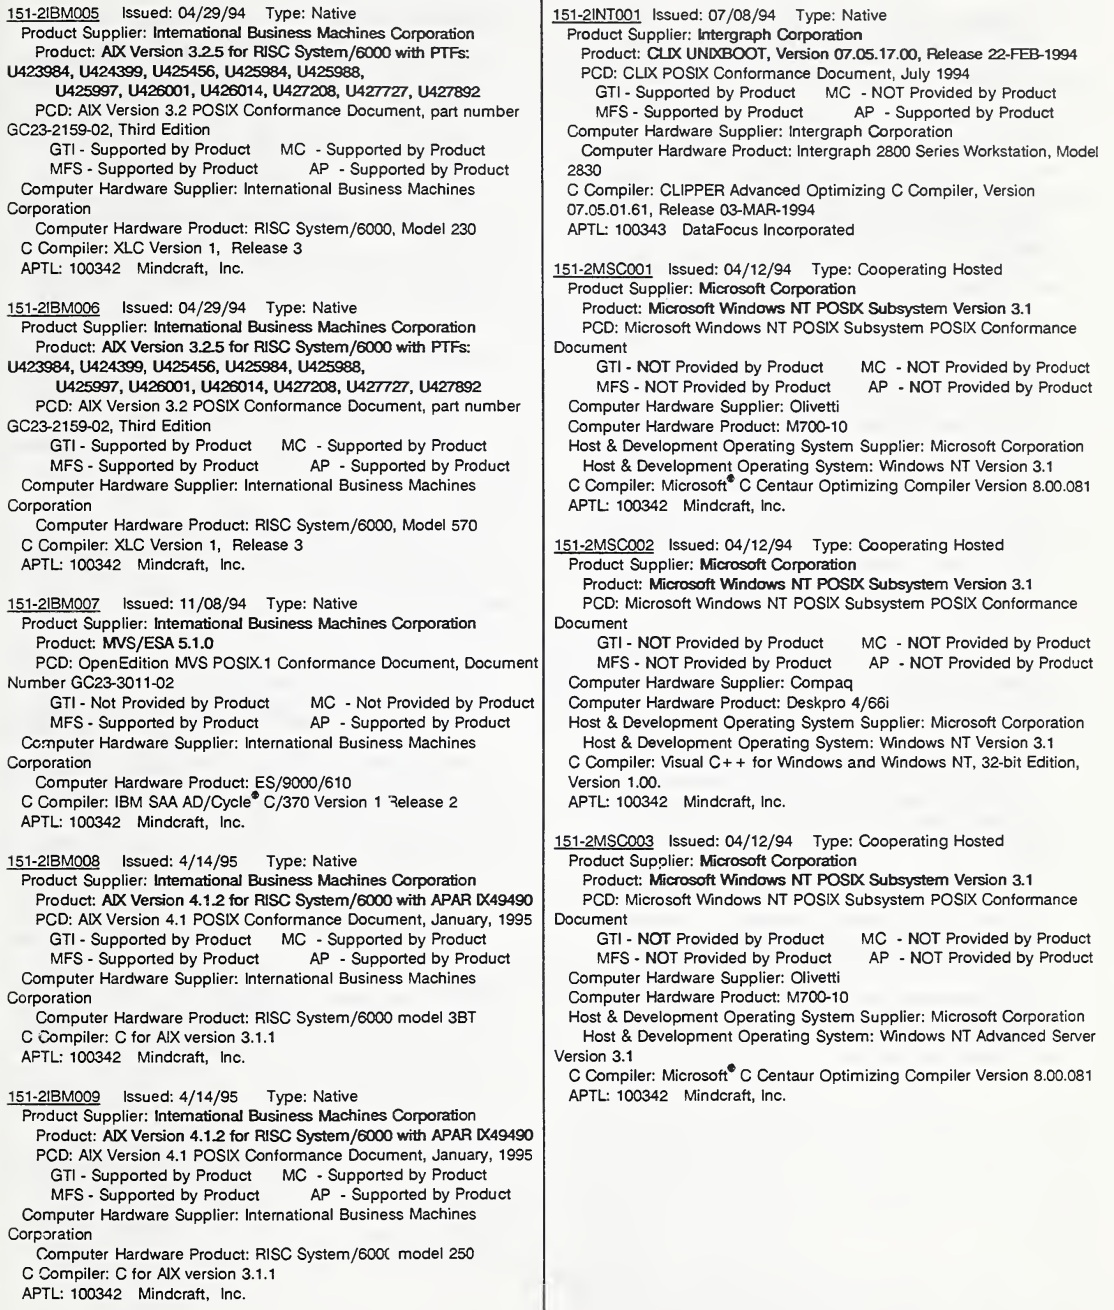 151-2IBM005 Issued: 04/29/94 Type: Native
Product Supplier: International Business Machines Corporation
Product: AIX Version 3.2.5 for RISC System/6000 with PTFs:
U423984, U424399, U425456, U425984, U425988,
U425997, U426001, U426014, U427208, U427727, U427892
PCD: AIX Version 3.2 POSIX Conformance Document, part number
GC23-2159-02, Third Edition
GTI - Supported by Product MC - Supported by Product
MFS - Supported by Product AP - Supported by Product
Computer Hardware Supplier: International Business Machines
Corporation
Computer Hardware Product: RISC System/6000, Model 230
C Compiler: XLC Version 1, Release 3
APTL: 100342 Mindcraft, Inc.

151-2IBM006 Issued: 04/29/94 Type: Native
Product Supplier: International Business Machines Corporation
Product: AIX Version 3.2.5 for RISC System/6000 with PTFs:
U423984, U424399, U425456, U425984, U425988,
U425997, U426001, U426014, U427208, U427727, U427892
PCD: AIX Version 3.2 POSIX Conformance Document, part number
GC23-2159-02, Third Edition
GTI - Supported by Product MC - Supported by Product
MFS - Supported by Product AP - Supported by Product
Computer Hardware Supplier: International Business Machines
Corporation
Computer Hardware Product: RISC System/6000, Model 570
C Compiler: XLC Version 1, Release 3
APTL: 100342 Mindcraft, Inc.

151-2IBM007 Issued: 11/08/94 Type: Native
Product Supplier: International Business Machines Corporation
Product: MVS/ESA 5.1.0
PCD: OpenEdition MVS POSIX.1 Conformance Document, Document
Number GC23-3011-02
GTI - Not Provided by Product MC - Not Provided by Product
MFS - Supported by Product AP - Supported by Product
Computer Hardware Supplier: International Business Machines
Corporation
Computer Hardware Product: ES/9000/610
C Compiler: IBM SAA AD/Cycle® C/370 Version 1 Release 2
APTL: 100342 Mindcraft, Inc.

151-2IBM008 Issued: 4/14/95 Type: Native
Product Supplier: International Business Machines Corporation
Product: AIX Version 4.1.2 for RISC System/6000 with APAR IX49490
PCD: AIX Version 4.1 POSIX Conformance Document, January, 1995
GTI - Supported by Product MC - Supported by Product
MFS - Supported by Product AP - Supported by Product
Computer Hardware Supplier: International Business Machines
Corporation
Computer Hardware Product: RISC System/6000 model 3BT
C Compiler: C for AIX version 3.1.1
APTL: 100342 Mindcraft, Inc.

151-2IBM009 Issued: 4/14/95 Type: Native
Product Supplier: International Business Machines Corporation
Product: AIX Version 4.1.2 for RISC System/6000 with APAR IX49490
PCD: AIX Version 4.1 POSIX Conformance Document, January, 1995
GTI - Supported by Product MC - Supported by Product
MFS - Supported by Product AP - Supported by Product
Computer Hardware Supplier: International Business Machines
Corporation
Computer Hardware Product: RISC System/6000 model 250
C Compiler: C for AIX version 3.1.1
APTL: 100342 Mindcraft, Inc.

151-2INT001 Issued: 07/08/94 Type: Native
Product Supplier: Intergraph Corporation
Product: CLIX UNIXBOOT, Version 07.05.17.00, Release 22-FEB-1994
PCD: CLIX POSIX Conformance Document, July 1994
GTI - Supported by Product MC - NOT Provided by Product
MFS - Supported by Product AP - Supported by Product
Computer Hardware Supplier: Intergraph Corporation
Computer Hardware Product: Intergraph 2800 Series Workstation, Model
2830
C Compiler: CLIPPER Advanced Optimizing C Compiler, Version
07.05.01.61, Release 03-MAR-1994
APTL: 100343 DataFocus Incorporated

151-2MSC001 Issued: 04/12/94 Type: Cooperating Hosted
Product Supplier: Microsoft Corporation
Product: Microsoft Windows NT POSIX Subsystem Version 3.1
PCD: Microsoft Windows NT POSIX Subsystem POSIX Conformance
Document
GTI - NOT Provided by Product MC - NOT Provided by Product
MFS - NOT Provided by Product AP - NOT Provided by Product
Computer Hardware Supplier: Olivetti
Computer Hardware Product: M700-10
Host & Development Operating System Supplier: Microsoft Corporation
Host & Development Operating System: Windows NT Version 3.1
C Compiler: Microsoft® C Centaur Optimizing Compiler Version 8.00.081
APTL: 100342 Mindcraft, Inc.

151-2MSC002 Issued: 04/12/94 Type: Cooperating Hosted
Product Supplier: Microsoft Corporation
Product: Microsoft Windows NT POSIX Subsystem Version 3.1
PCD: Microsoft Windows NT POSIX Subsystem POSIX Conformance
Document
GTI - NOT Provided by Product MC - NOT Provided by Product
MFS - NOT Provided by Product AP - NOT Provided by Product
Computer Hardware Supplier: Compaq
Computer Hardware Product: Deskpro 4/66i
Host & Development Operating System Supplier: Microsoft Corporation
Host & Development Operating System: Windows NT Version 3.1
C Compiler: Visual C++ for Windows and Windows NT, 32-bit Edition,
Version 1.00.
APTL: 100342 Mindcraft, Inc.

151-2MSC003 Issued: 04/12/94 Type: Cooperating Hosted
Product Supplier: Microsoft Corporation
Product: Microsoft Windows NT POSIX Subsystem Version 3.1
PCD: Microsoft Windows NT POSIX Subsystem POSIX Conformance
Document
GTI - NOT Provided by Product MC - NOT Provided by Product
MFS - NOT Provided by Product AP - NOT Provided by Product
Computer Hardware Supplier: Olivetti
Computer Hardware Product: M700-10
Host & Development Operating System Supplier: Microsoft Corporation
Host & Development Operating System: Windows NT Advanced Server
Version 3.1
C Compiler: Microsoft® C Centaur Optimizing Compiler Version 8.00.081
APTL: 100342 Mindcraft, Inc.